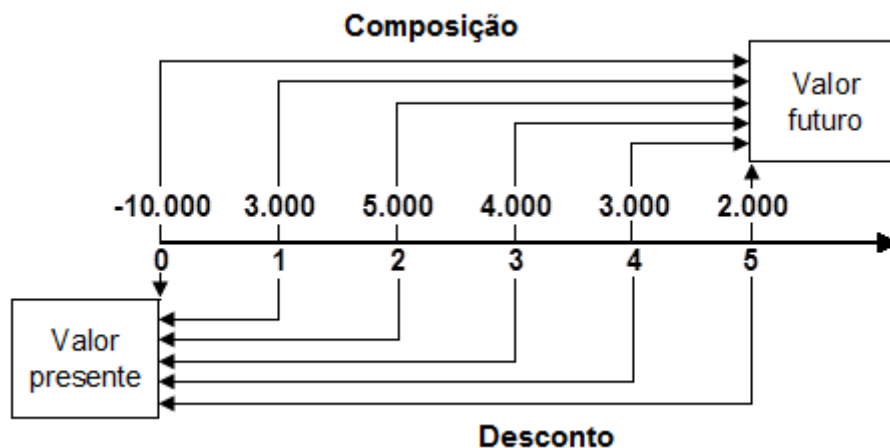 Composição
Valor
futuro
-10.000 3.000 5.000 4.000 3.000 2.000
0 1 2 3 4 5
Valor
presente
Desconto